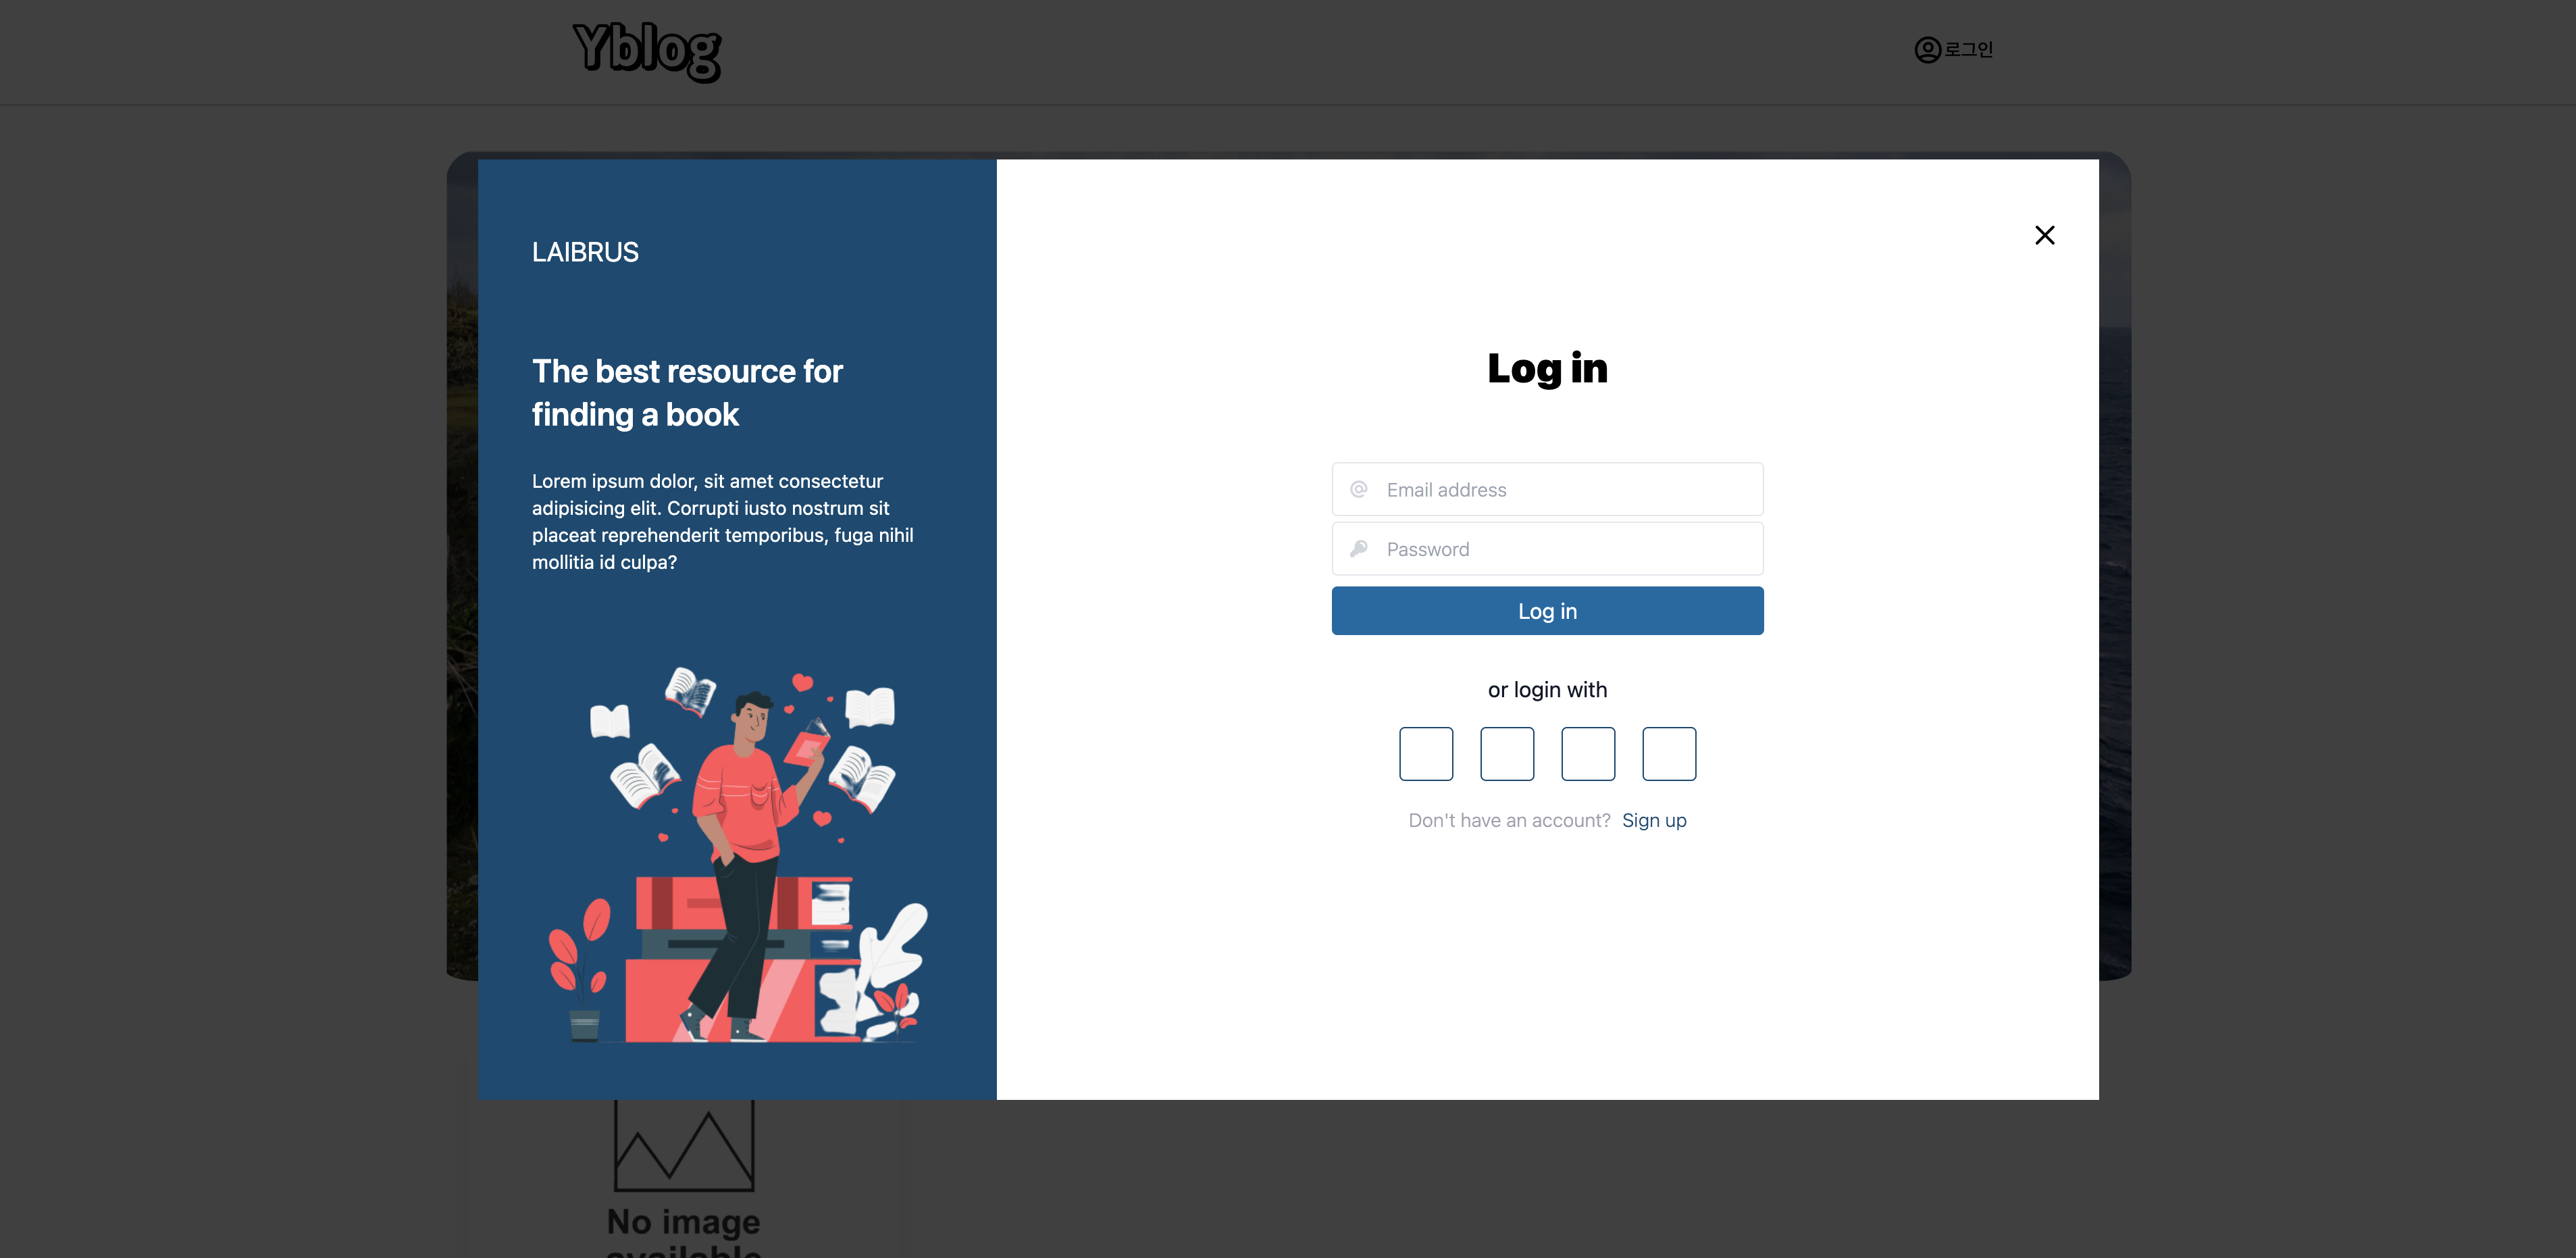 Yblog
로그인
LAIBRUS
The best resource for
finding a book
Lorem ipsum dolor, sit amet consectetur
adipisicing elit. Corrupti iusto nostrum sit
placeat reprehenderit temporibus, fuga nihil
mollitia id culpa?
Log in
Email address
Password
Log in
or login with
Don't have an account? Sign up
No image
available